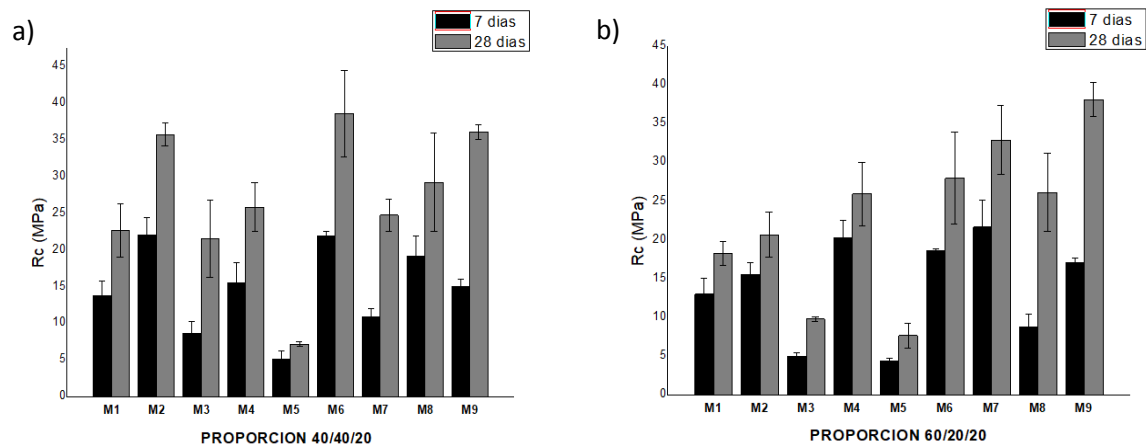 a)
7 dias
28 dias
45
40
35
30
25
20
15
10
5
0
Rc (MPa)
M1 M2 M3 M4 M5 M6 M7 M8 M9
PROPORCION 40/40/20
b)
7 dias
28 dias
45
40
35
30
25
20
15
10
5
0
Rc (MPa)
M1 M2 M3 M4 M5 M6 M7 M8 M9
PROPORCION 60/20/20